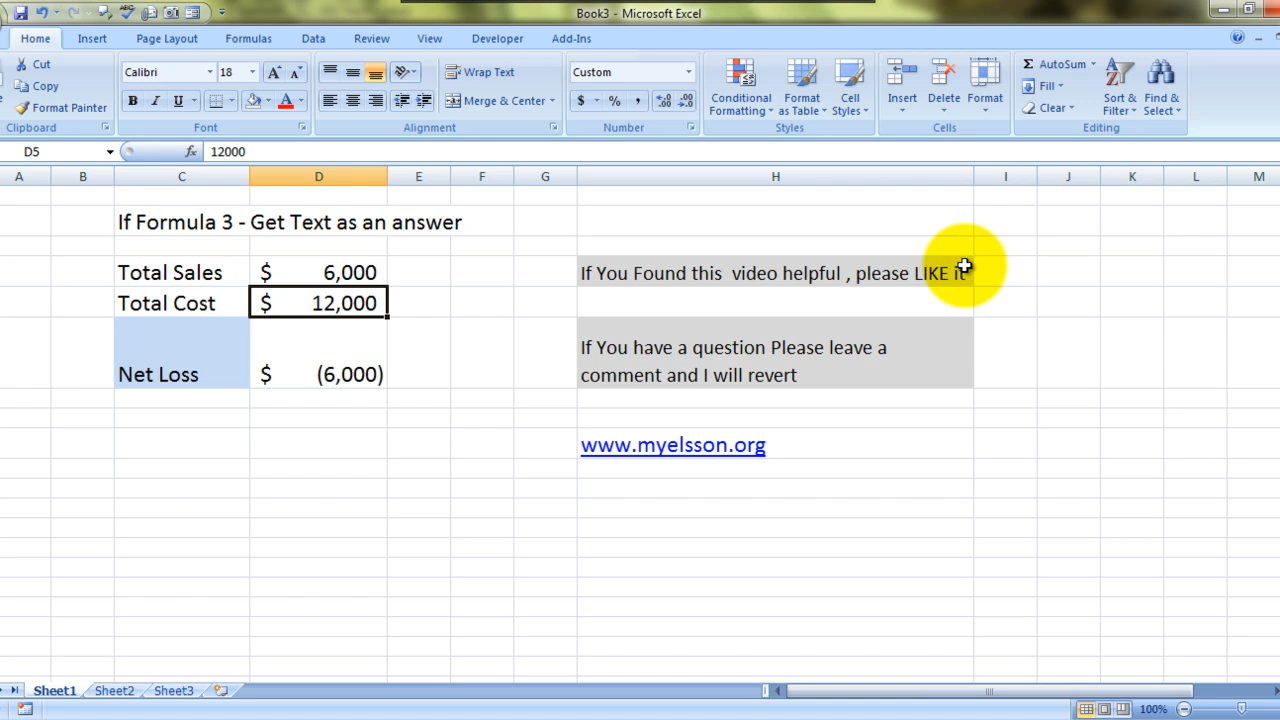 Book3 - Microsoft Excel
Home Insert Page Layout Formulas Data Review View Developer Add-Ins
Cut
Copy
Format Painter
Clipboard
Calibri 18
B I U A
Font
Wrap Text
Merge & Center
Alignment
Custom
$ % , .0 .00 .00 .0
Number
Conditional Formatting
Format as Table
Cell Styles
Styles
Insert Delete Format
Cells
Σ AutoSum
Fill
Clear
Sort & Filter
Find & Select
Editing
D5 fx 12000
A B C D E F G H I J K L M
If Formula 3 - Get Text as an answer
Total Sales $ 6,000
If You Found this  video helpful , please LIKE it
Total Cost $ 12,000
Net Loss $ (6,000)
If You have a question Please leave a
comment and I will revert
www.myelsson.org
Sheet1 Sheet2 Sheet3
100%